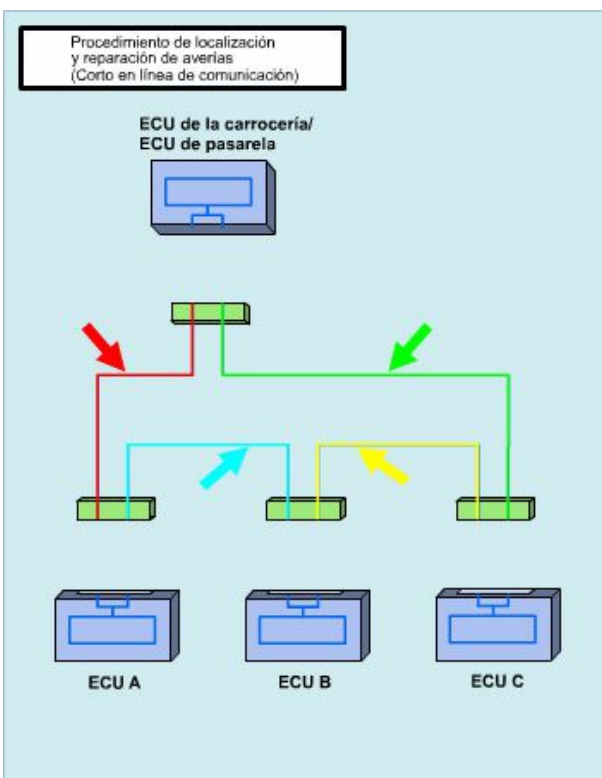 Procedimiento de localización
y reparación de averías
(Corto en línea de comunicación)
ECU de la carrocería/
ECU de pasarela
ECU A
ECU B
ECU C